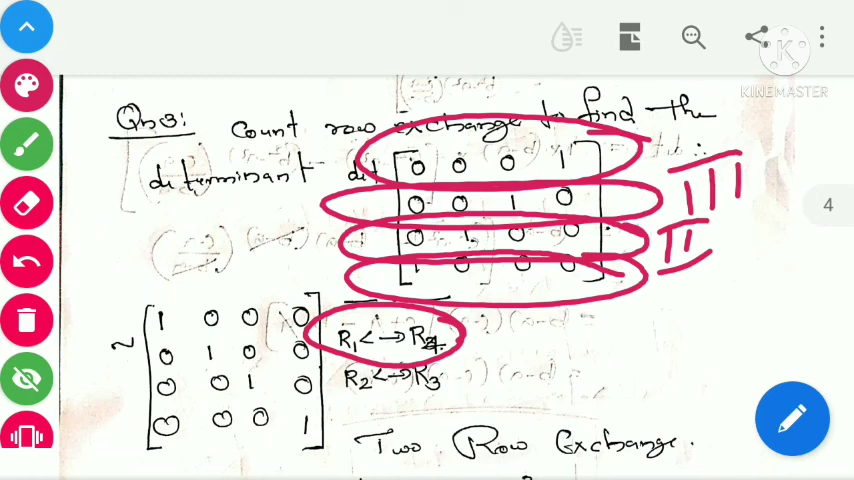 KINEMASTER
Qn3: Count row exchange to find the
determinant det [0 0 0 1
0 0 1 0
0 1 0 0
1 0 0 0]
III
II
4
~ [1 0 0 0
0 1 0 0
0 0 1 0
0 0 0 1]
R1 <-> R4
R2 <-> R3
Two Row Exchange.